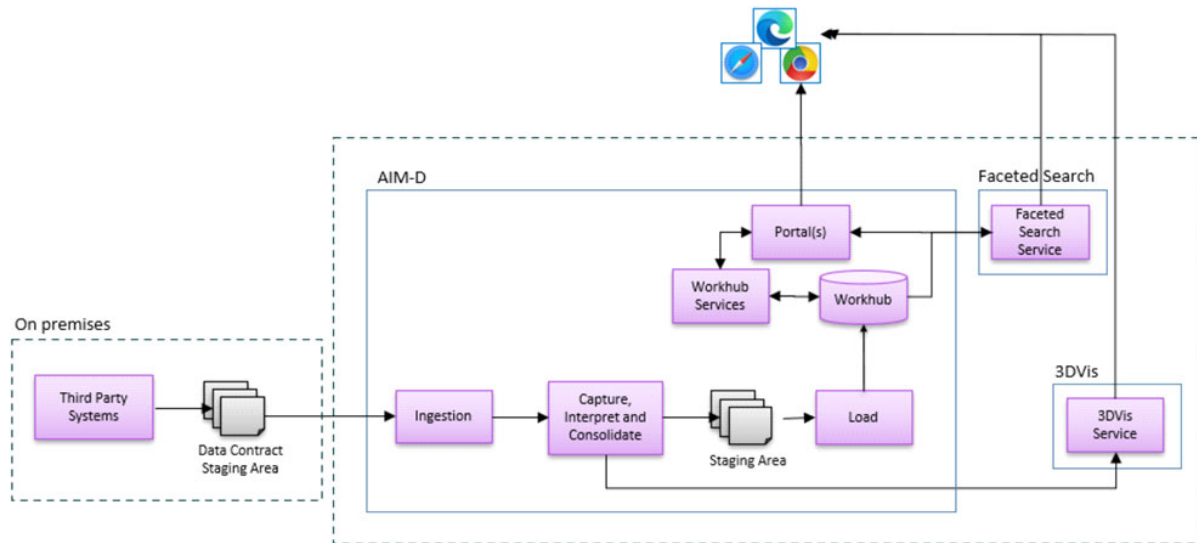 AIM-D
Faceted Search
Portal(s)
Faceted
Search
Service
Workhub
Services
Workhub
On premises
3DVis
Third Party
Systems
Ingestion
Capture,
Interpret and
Consolidate
Load
3DVis
Service
Data Contract
Staging Area
Staging Area